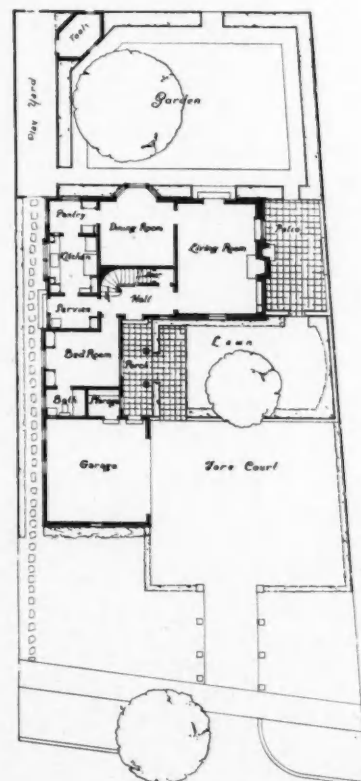 Tools
Play Yard
Garden
Pantry
Dining Room
Patio
Kitchen
Living Room
Service
Hall
Lawn
Bed Room
Porch
Bath
Garage
Fore Court